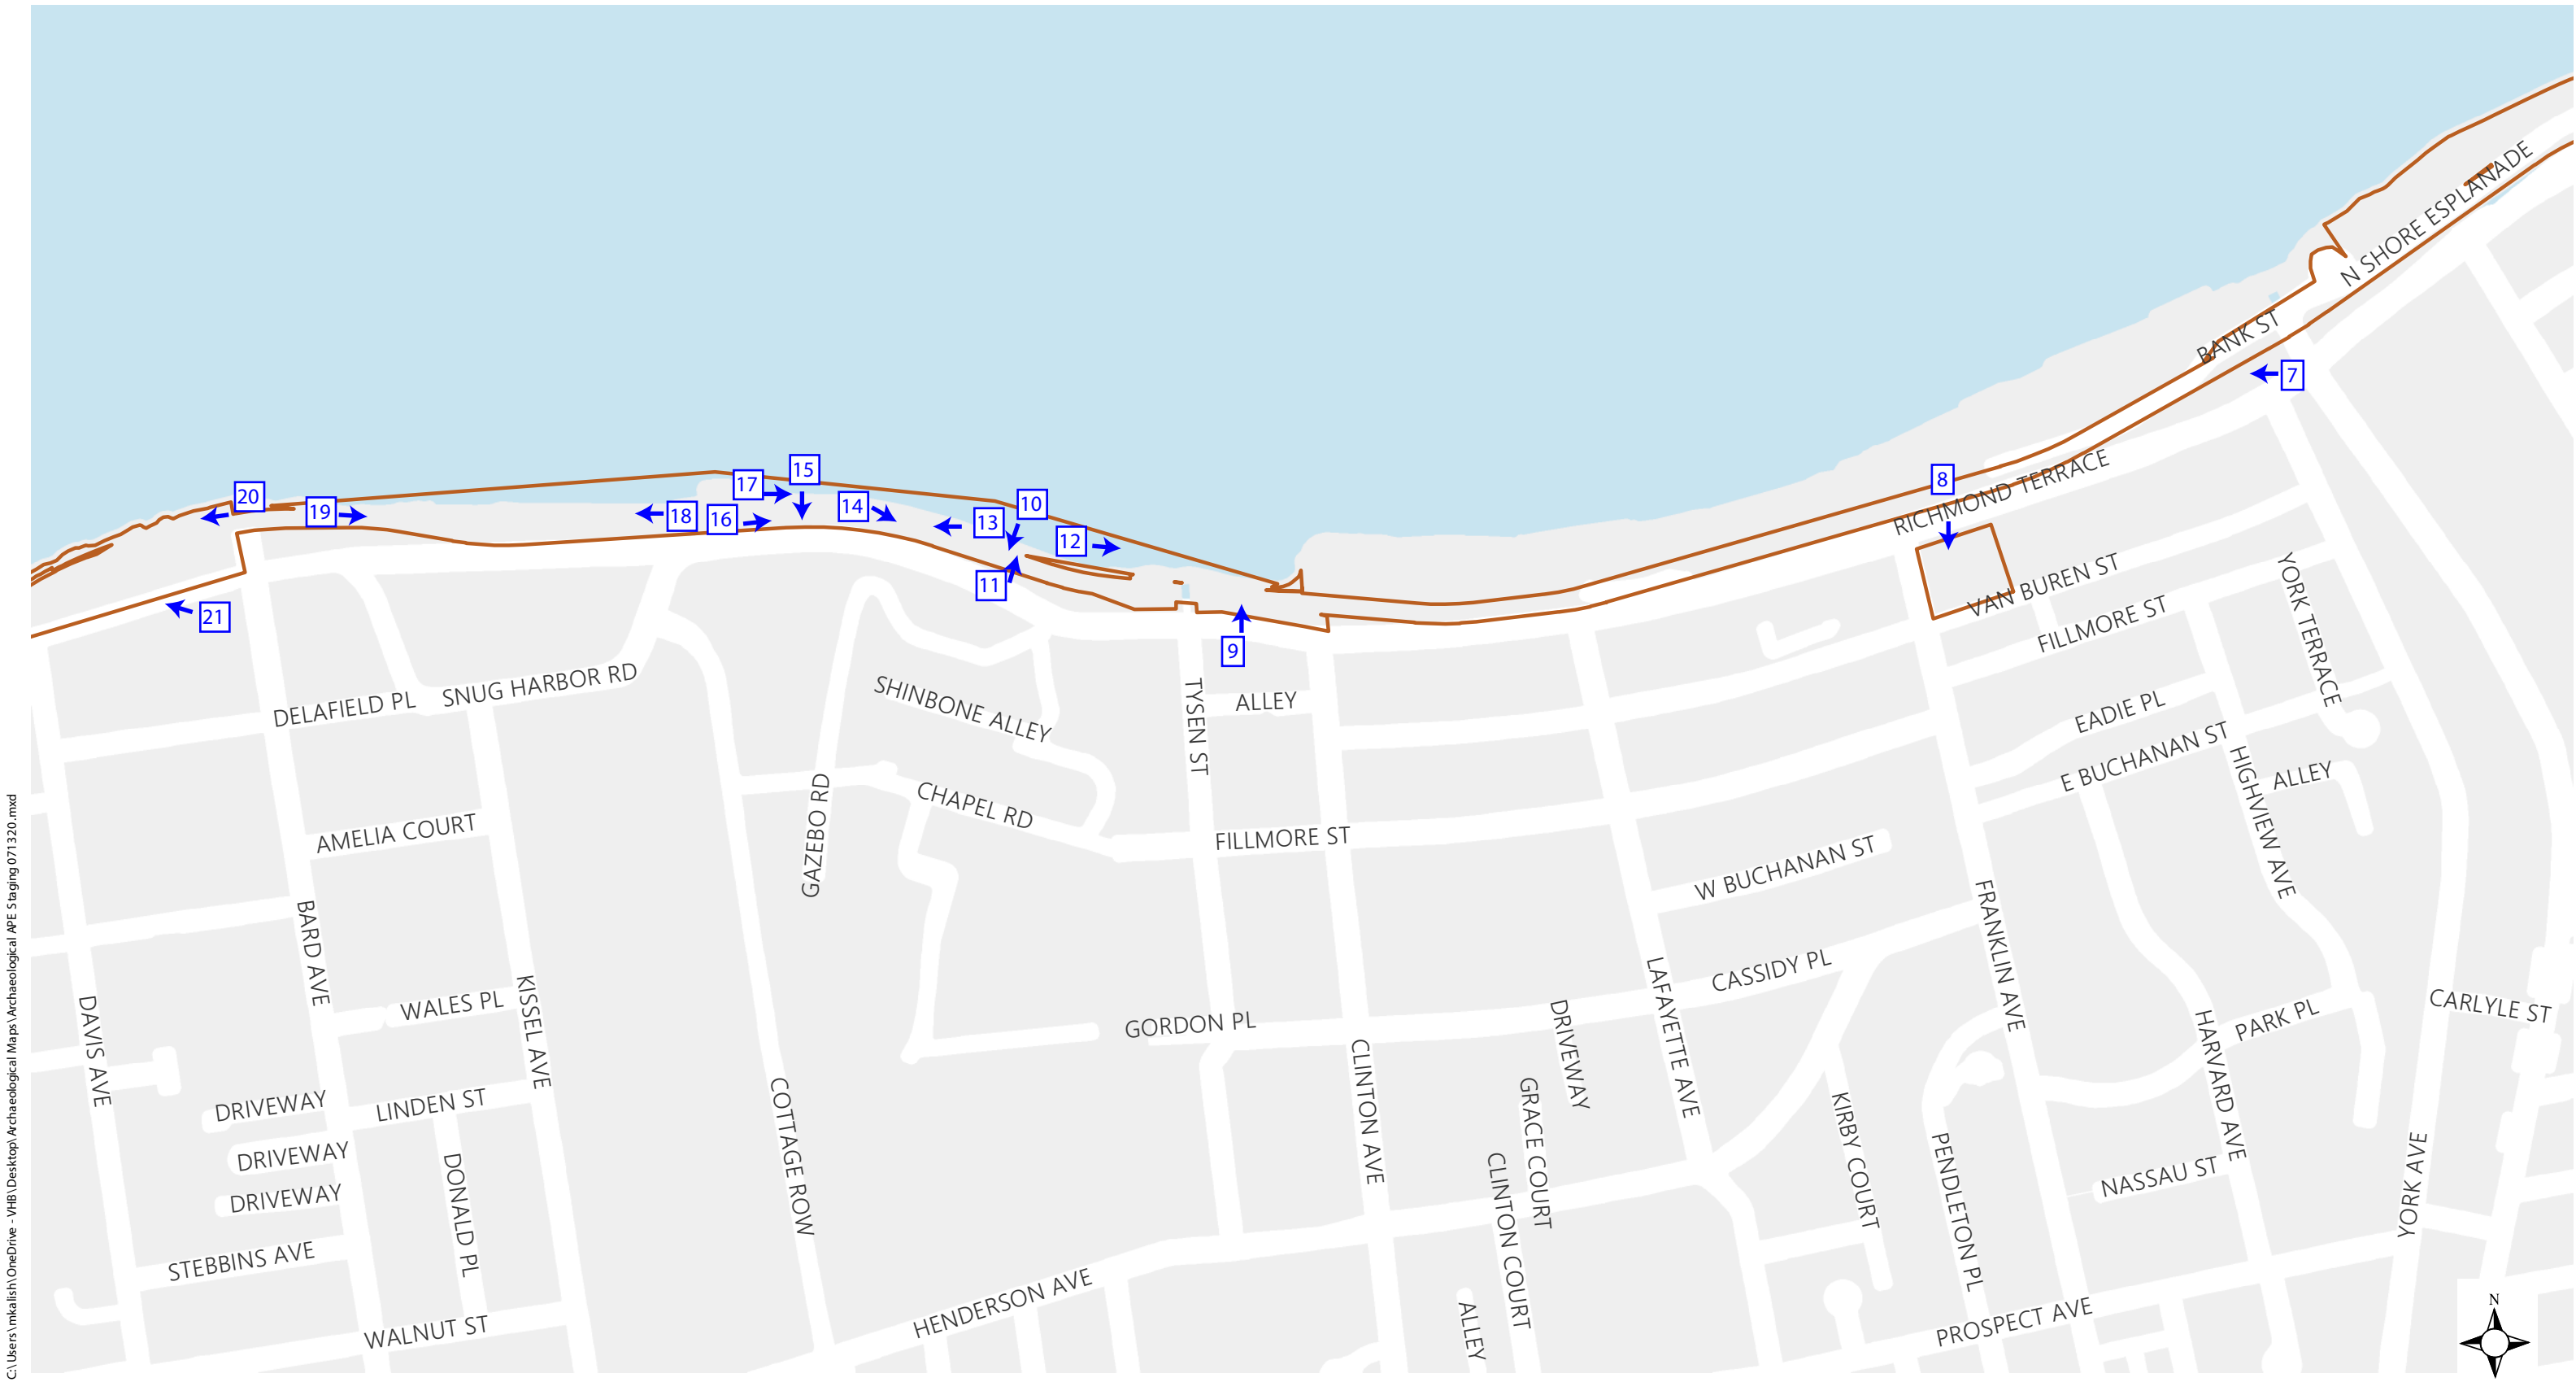 N SHORE ESPLANADE
BANK ST
7
RICHMOND TERRACE
8
15
17
14
10
20
19
18
16
13
12
11
21
9
VAN BUREN ST
FILLMORE ST
YORK TERRACE
DELAFIELD PL
SNUG HARBOR RD
SHINBONE ALLEY
TYSEN ST
ALLEY
EADIE PL
E BUCHANAN ST
HIGHVIEW AVE
ALLEY
GAZEBO RD
CHAPEL RD
AMELIA COURT
FILLMORE ST
W BUCHANAN ST
BARD AVE
FRANKLIN AVE
CASSIDY PL
LAFAYETTE AVE
DAVIS AVE
WALES PL
KISSEL AVE
GORDON PL
DRIVEWAY
HARVARD AVE
PARK PL
CARLYLE ST
CLINTON AVE
DRIVEWAY
LINDEN ST
COTTAGE ROW
GRACE COURT
KIRBY COURT
PENDLETON PL
YORK AVE
DRIVEWAY
DONALD PL
CLINTON COURT
NASSAU ST
DRIVEWAY
STEBBINS AVE
HENDERSON AVE
ALLEY
WALNUT ST
PROSPECT AVE
N
C:\Users\mkalish\OneDrive - VHB\Desktop\Archaeological Maps\Archaeological APE Staging 071320.mxd